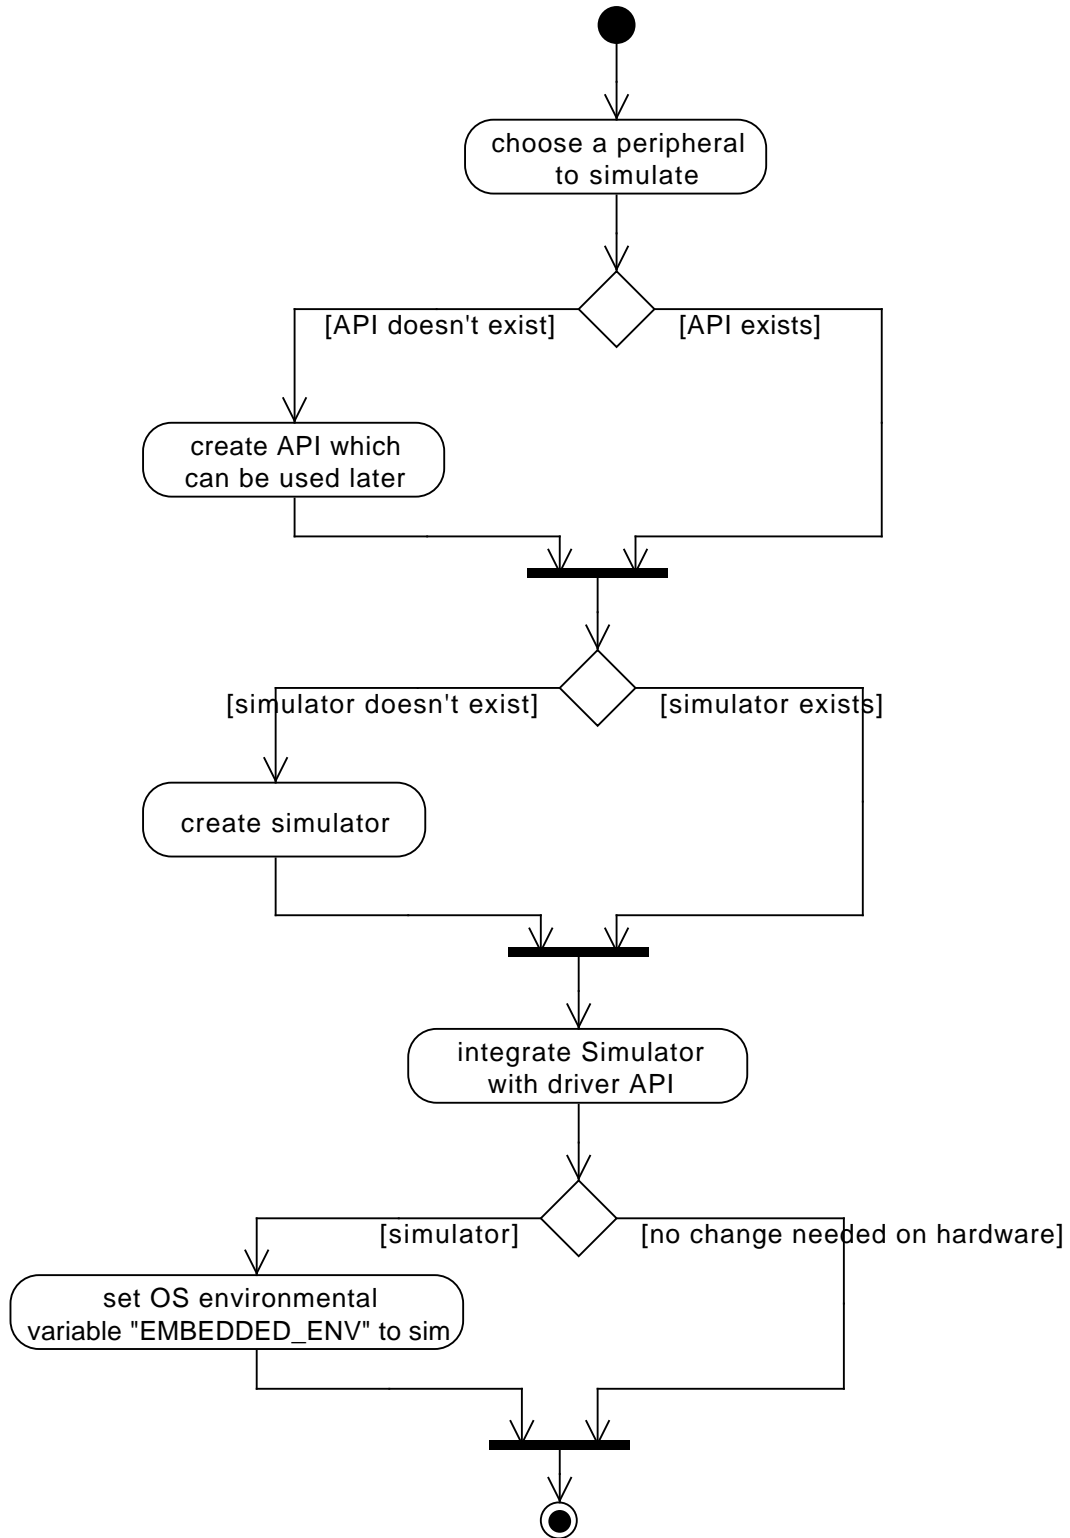 choose a peripheral
to simulate
[API doesn't exist]
[API exists]
create API which
can be used later
[simulator doesn't exist]
[simulator exists]
create simulator
integrate Simulator
with driver API
[simulator]
[no change needed on hardware]
set OS environmental
variable "EMBEDDED_ENV" to sim